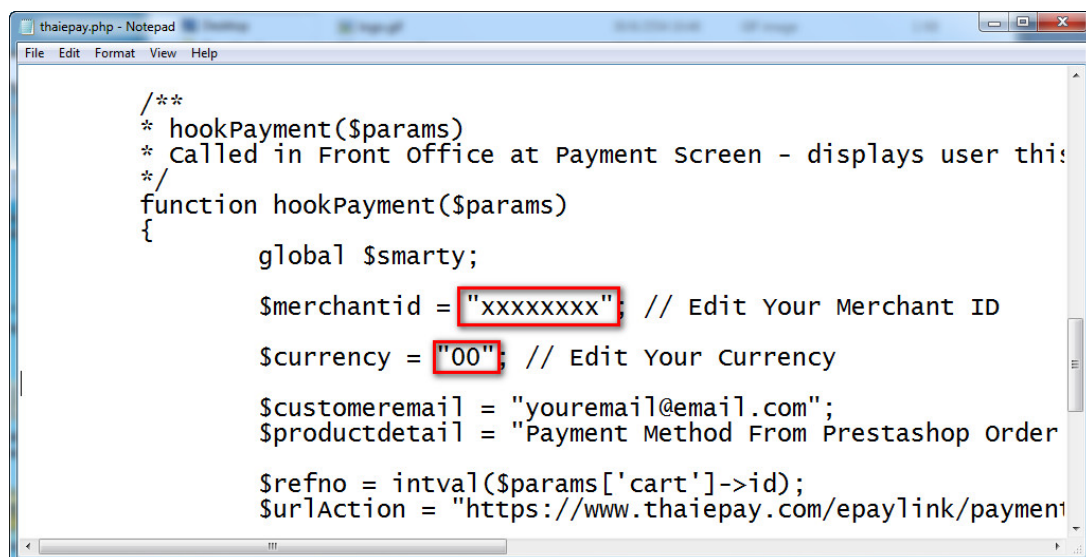 thaiepay.php - Notepad
File Edit Format View Help
/**
* hookPayment($params)
* Called in Front Office at Payment Screen - displays user this
*/
function hookPayment($params)
{
global $smarty;
$merchantid = "xxxxxxxx"; // Edit Your Merchant ID
$currency = "00"; // Edit Your Currency
$customeremail = "youremail@email.com";
$productdetail = "Payment Method From Prestashop Order
$refno = intval($params['cart']->id);
$urlAction = "https://www.thaiepay.com/epaylink/payment